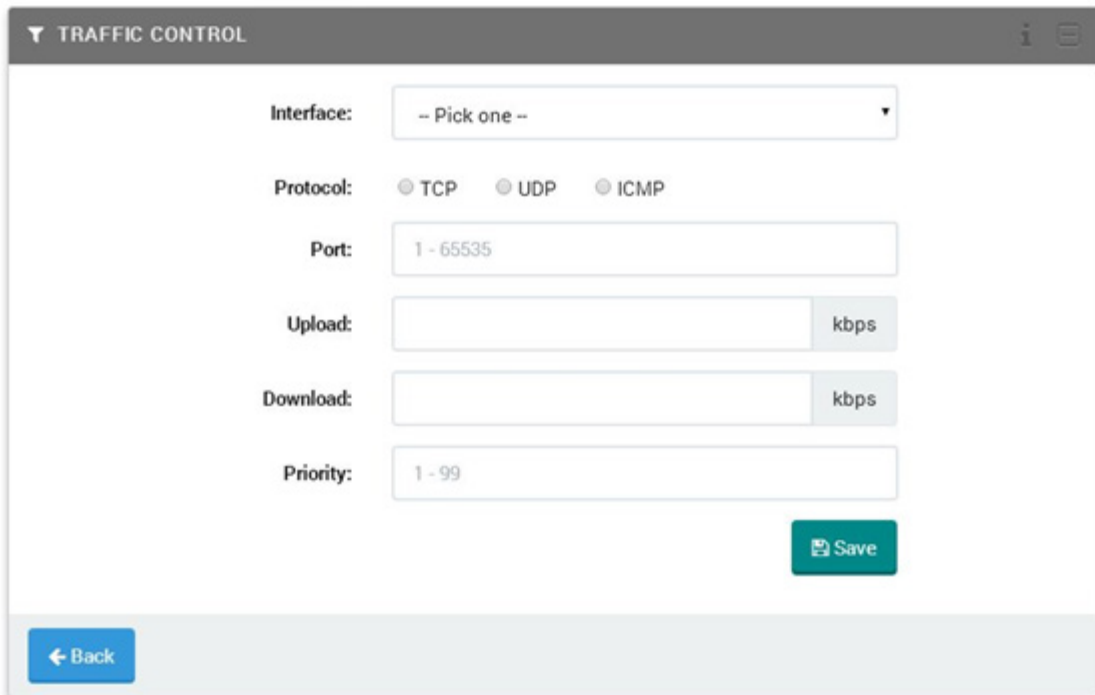 TRAFFIC CONTROL
Interface: -- Pick one --
Protocol: TCP UDP ICMP
Port: 1 - 65535
Upload: kbps
Download: kbps
Priority: 1 - 99
Save
Back